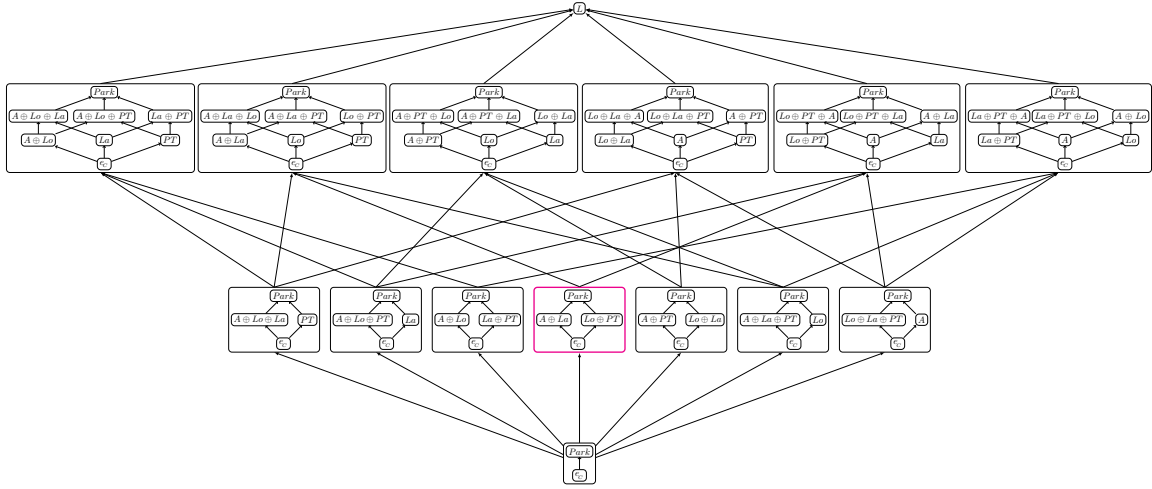 L
Park Park Park Park Park Park
A ⊕ Lo ⊕ La A ⊕ Lo ⊕ PT La ⊕ PT A ⊕ La ⊕ Lo A ⊕ La ⊕ PT Lo ⊕ PT A ⊕ PT ⊕ Lo A ⊕ PT ⊕ La Lo ⊕ La Lo ⊕ La ⊕ A Lo ⊕ La ⊕ PT A ⊕ PT Lo ⊕ PT ⊕ A Lo ⊕ PT ⊕ La A ⊕ La La ⊕ PT ⊕ A La ⊕ PT ⊕ Lo A ⊕ Lo
A ⊕ Lo La PT A ⊕ La Lo PT A ⊕ PT Lo La Lo ⊕ La A PT Lo ⊕ PT A La La ⊕ PT A Lo
e_C e_C e_C e_C e_C e_C
Park Park Park Park Park Park Park
A ⊕ Lo ⊕ La PT A ⊕ Lo ⊕ PT La A ⊕ Lo La ⊕ PT A ⊕ La Lo ⊕ PT A ⊕ PT Lo ⊕ La A ⊕ La ⊕ PT Lo Lo ⊕ La ⊕ PT A
e_C e_C e_C e_C e_C e_C e_C
Park
e_C